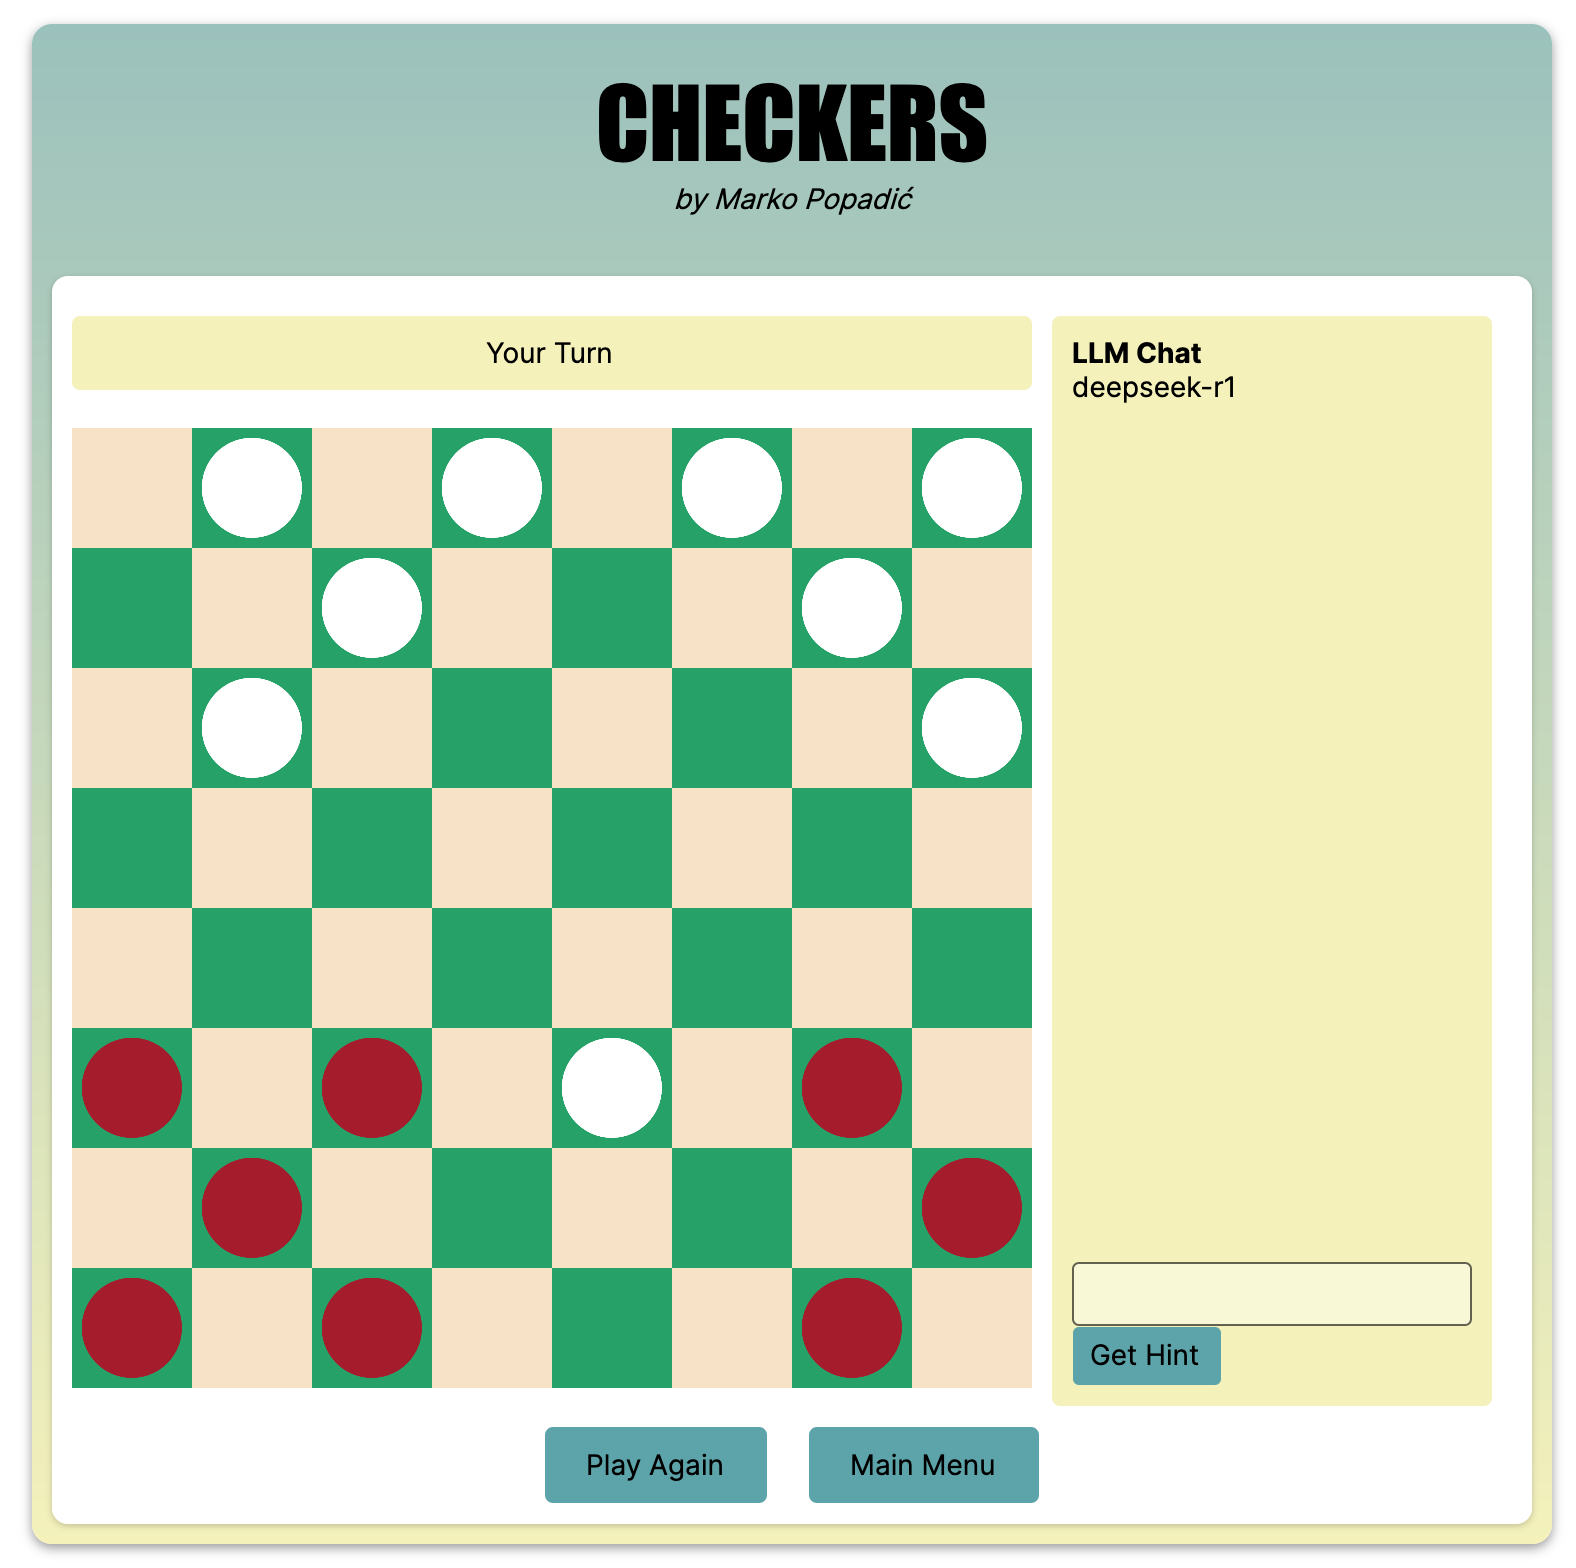 CHECKERS
by Marko Popadić
Your Turn
LLM Chat
deepseek-r1
Get Hint
Play Again
Main Menu